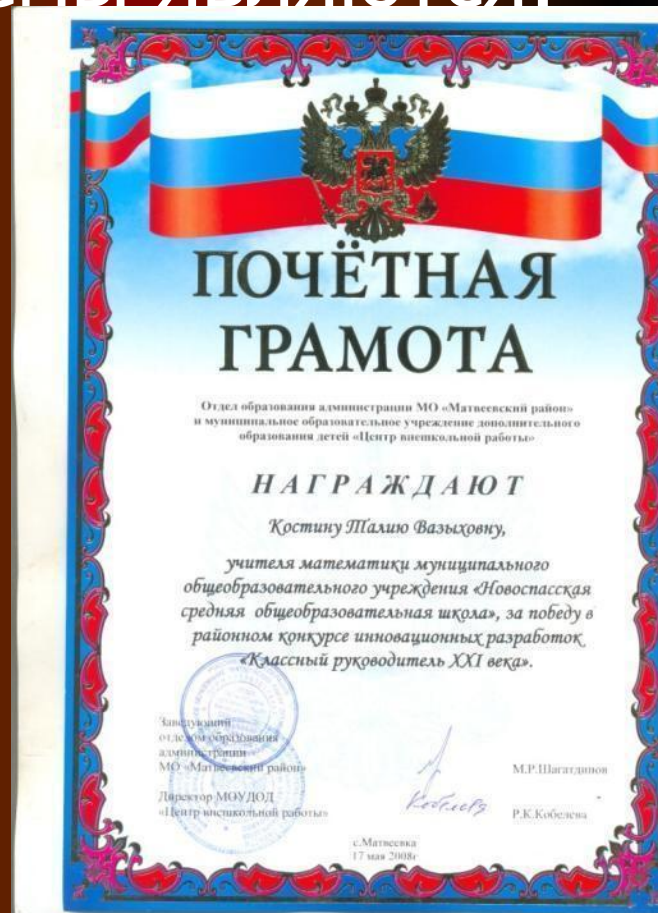 ПОЧЁТНАЯ
ГРАМОТА
Отдел образования администрации МО «Матвеевский район»
и муниципальное образовательное учреждение дополнительного
образования детей «Центр внешкольной работы»
НАГРАЖДАЮТ
Костину Талию Вазыховну,
учителя математики муниципального
общеобразовательного учреждения «Новоспасская
средняя общеобразовательная школа», за победу в
районном конкурсе инновационных разработок
«Классный руководитель XXI века».
Заведующий
отделом образования
администрации
МО «Матвеевский район»
М.Р.Шагатдинов
Директор МОУДОД
«Центр внешкольной работы»
Кобелева
Р.К.Кобелева
с.Матвеевка
17 мая 2008г